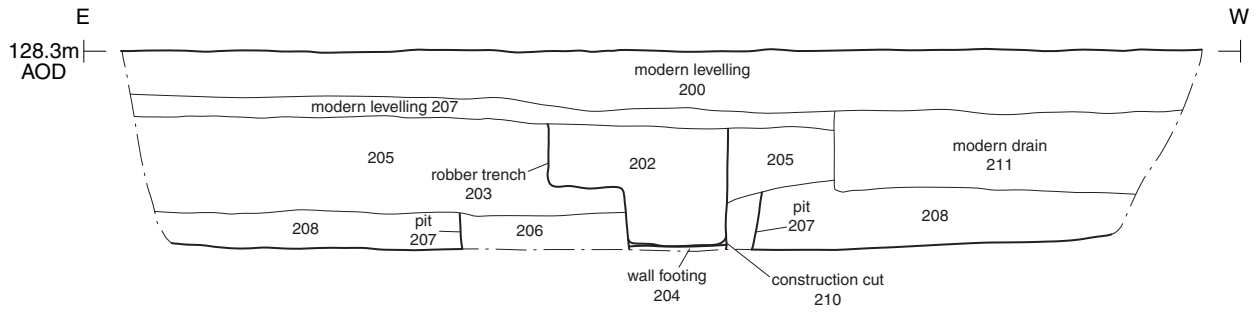 E
W
128.3m
AOD
modern levelling
200
modern levelling 207
205
robber trench
203
202
205
modern drain
211
208
pit
207
206
pit
207
208
wall footing
204
construction cut
210